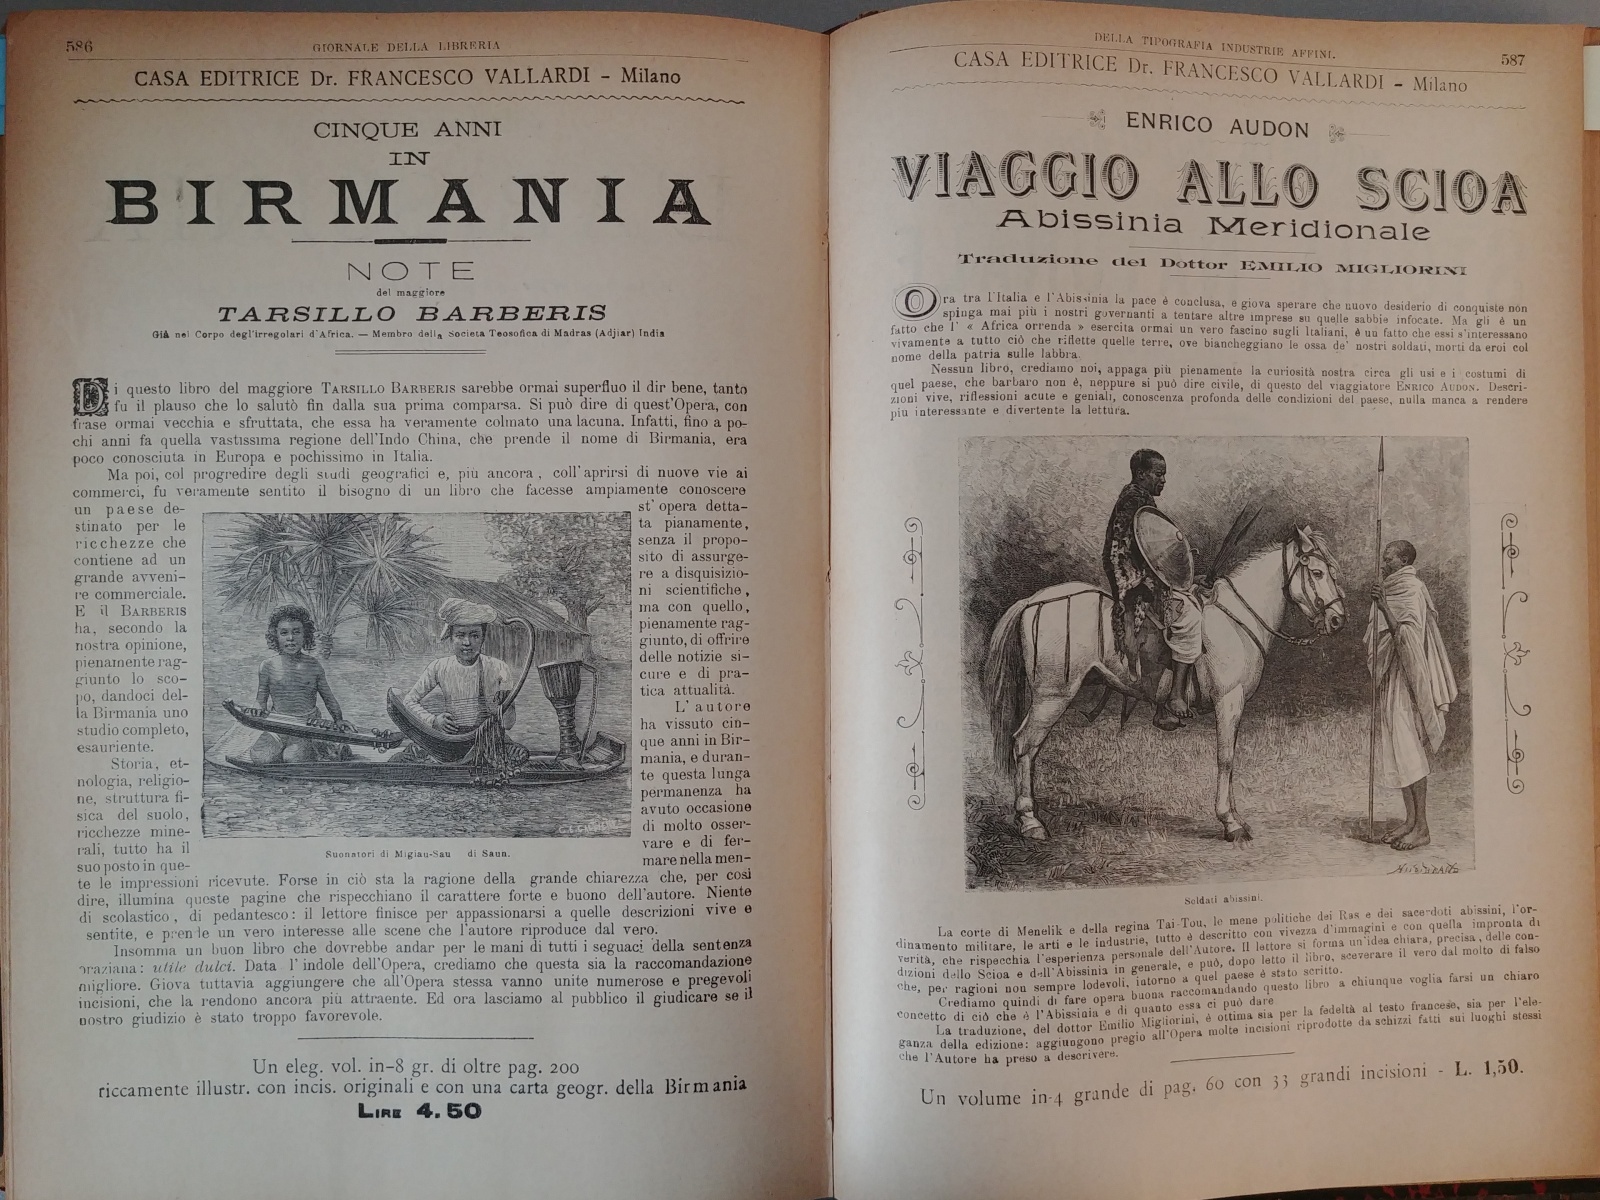 586
GIORNALE DELLA LIBRERIA
CASA EDITRICE Dr. FRANCESCO VALLARDI - Milano
CINQUE ANNI
IN
BIRMANIA
NOTE
del maggiore
TARSILLO BARBERIS
Già nel Corpo degl'irregolari d'Africa. — Membro della Società Teosofica di Madras (Adjiar) India
Di questo libro del maggiore TARSILLO BARBERIS sarebbe ormai superfluo il dir bene, tanto
fu il plauso che lo salutò fin dalla sua prima comparsa. Si può dire di quest'Opera, con
frase ormai vecchia e sfruttata, che essa ha veramente colmato una lacuna. Infatti, fino a po-
chi anni fa quella vastissima regione dell'Indo China, che prende il nome di Birmania, era
poco conosciuta in Europa e pochissimo in Italia.
Ma poi, col progredire degli studi geografici e, più ancora, coll'aprirsi di nuove vie ai
commerci, fu veramente sentito il bisogno di un libro che facesse ampiamente conoscere
un paese de-
stinato per le
ricchezze che
contiene ad un
grande avveni-
re commerciale.
E il BARBERIS
ha, secondo la
nostra opinione,
pienamente rag-
giunto lo sco-
po, dandoci del-
la Birmania uno
studio completo,
esauriente.
Storia, et-
nologia, religio-
ne, struttura fi-
sica del suolo,
ricchezze mine-
rali, tutto ha il
suo posto in que-
st' opera detta-
ta pianamente,
senza il propo-
sito di assurge-
re a disquisizio-
ni scientifiche,
ma con quello,
pienamente rag-
giunto, di offrire
delle notizie si-
cure e di pra-
tica attualità.
L' autore
ha vissuto cin-
que anni in Bir-
mania, e duran-
te questa lunga
permanenza ha
avuto occasione
di molto osser-
vare e di fer-
mare nella men-
Suonatori di Migiau-Sau di Saun.
te le impressioni ricevute. Forse in ciò sta la ragione della grande chiarezza che, per così
dire, illumina queste pagine che rispecchiano il carattere forte e buono dell'autore. Niente
di scolastico, di pedantesco: il lettore finisce per appassionarsi a quelle descrizioni vive e
sentite, e prende un vero interesse alle scene che l'autore riproduce dal vero.
Insomma un buon libro che dovrebbe andar per le mani di tutti i seguaci della sentenza
oraziana: utile dulci. Data l'indole dell'Opera, crediamo che questa sia la raccomandazione
migliore. Giova tuttavia aggiungere che all'Opera stessa vanno unite numerose e pregevoli
incisioni, che la rendono ancora più attraente. Ed ora lasciamo al pubblico il giudicare se il
nostro giudizio è stato troppo favorevole.
Un eleg. vol. in-8 gr. di oltre pag. 200
riccamente illustr. con incis. originali e con una carta geogr. della Birmania
LIRE 4.50
DELLA TIPOGRAFIA INDUSTRIE AFFINI.
587
CASA EDITRICE Dr. FRANCESCO VALLARDI - Milano
ENRICO AUDON
VIAGGIO ALLO SCIOA
Abissinia Meridionale
Traduzione del Dottor EMILIO MIGLIORINI
Ora tra l'Italia e l'Abissinia la pace è conclusa, e giova sperare che nuovo desiderio di conquiste non
spinga mai più i nostri governanti a tentare altre imprese su quelle sabbie infocate. Ma gli è un
fatto che l' « Africa orrenda » esercita ormai un vero fascino sugli Italiani, è un fatto che essi s'interessano
vivamente a tutto ciò che riflette quelle terre, ove biancheggiano le ossa de' nostri soldati, morti da eroi col
nome della patria sulle labbra.
Nessun libro, crediamo noi, appaga più pienamente la curiosità nostra circa gli usi e i costumi di
quel paese, che barbaro non è, neppure si può dire civile, di questo del viaggiatore ENRICO AUDON. Descri-
zioni vive, riflessioni acute e geniali, conoscenza profonda delle condizioni del paese, nulla manca a rendere
più interessante e divertente la lettura.
Soldati abissini.
La corte di Menelik e della regina Tai-Tou, le mene politiche dei Ras e dei sacerdoti abissini, l'or-
dinamento militare, le arti e le industrie, tutto è descritto con vivezza d'immagini e con quella impronta di
verità, che rispecchia l'esperienza personale dell'Autore. Il lettore si forma un'idea chiara, precisa, delle con-
dizioni dello Scioa e dell'Abissinia in generale, e può, dopo letto il libro, sceverare il vero dal molto di falso
che, per ragioni non sempre lodevoli, intorno a quel paese è stato scritto.
Crediamo quindi di fare opera buona raccomandando questo libro a chiunque voglia farsi un chiaro
concetto di ciò che è l'Abissinia e di quanto essa ci può dare.
La traduzione, del dottor Emilio Migliorini, è ottima sia per la fedeltà al testo francese, sia per l'ele-
ganza della edizione: aggiungono pregio all'Opera molte incisioni riprodotte da schizzi fatti sui luoghi stessi
che l'Autore ha preso a descrivere.
Un volume in-4 grande di pag. 60 con 33 grandi incisioni - L. 1,50.